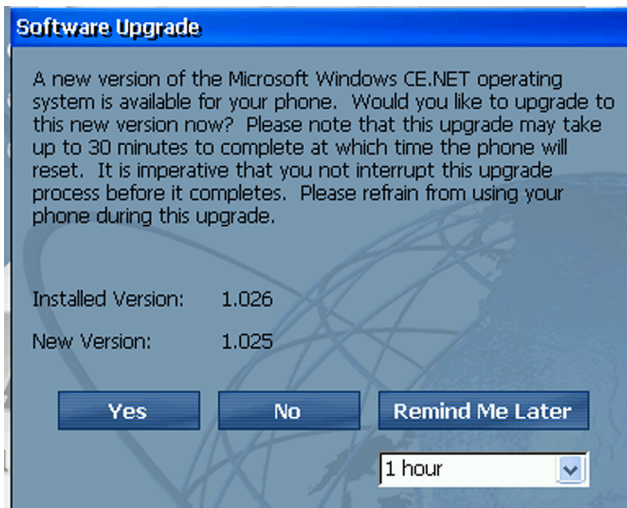 Software Upgrade
A new version of the Microsoft Windows CE.NET operating
system is available for your phone.  Would you like to upgrade to
this new version now?  Please note that this upgrade may take
up to 30 minutes to complete at which time the phone will
reset.  It is imperative that you not interrupt this upgrade
process before it completes.  Please refrain from using your
phone during this upgrade.
Installed Version: 1.026
New Version: 1.025
Yes No Remind Me Later
1 hour